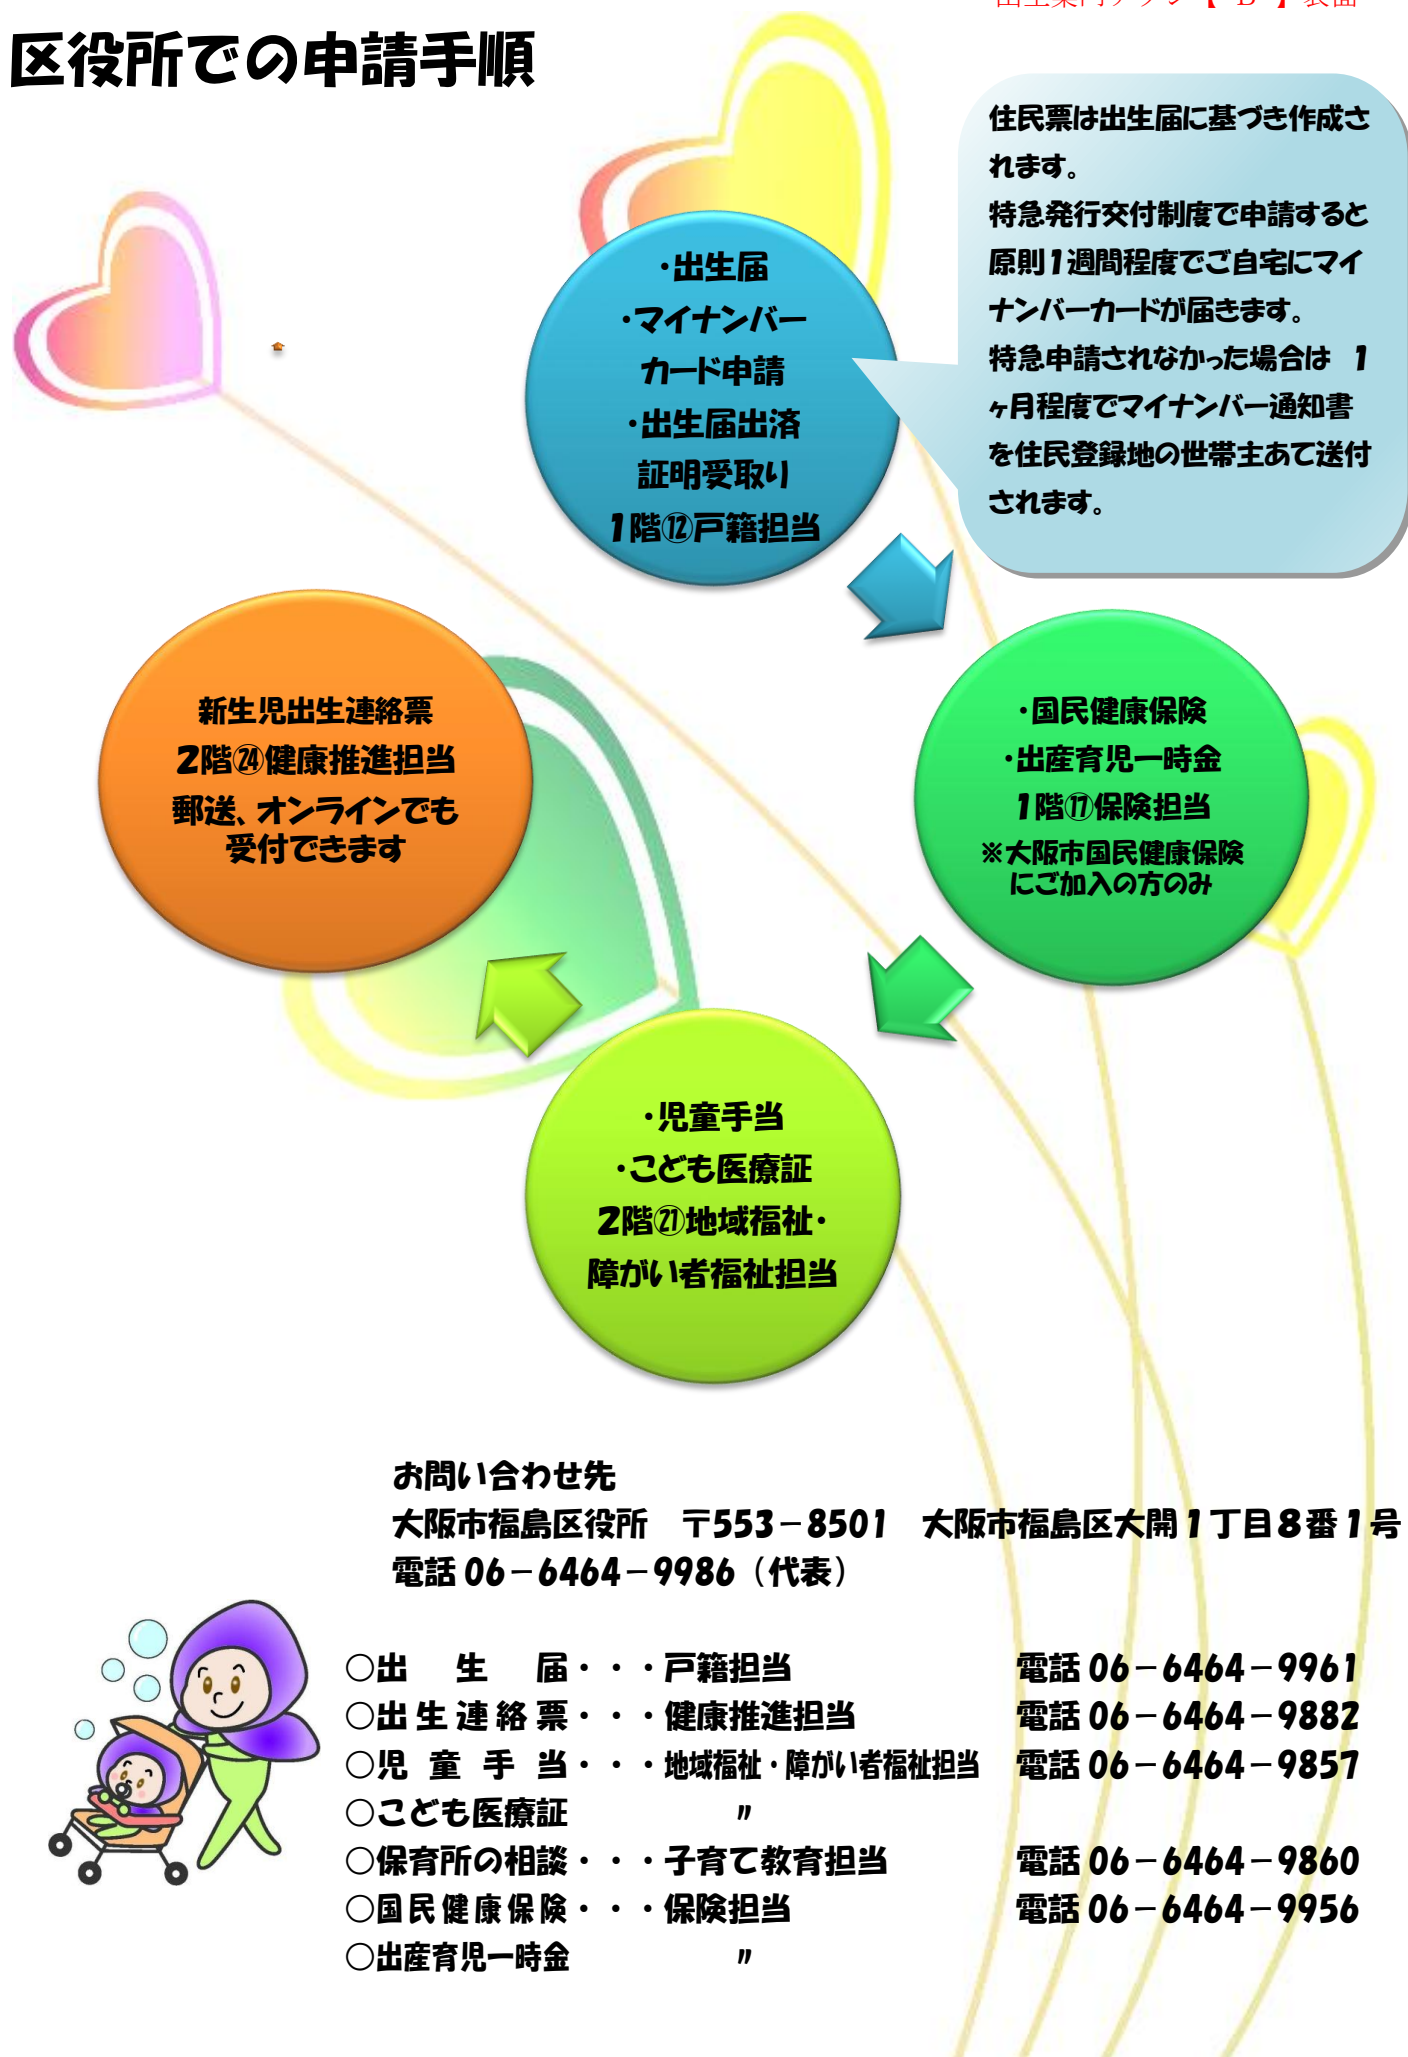 区役所での申請手順
住民票は出生届に基づき作成さ
れます。
特急発行交付制度で申請すると
原則1週間程度でご自宅にマイ
ナンバーカードが届きます。
特急申請されなかった場合は 1
ヶ月程度でマイナンバー通知書
を住民登録地の世帯主あて送付
されます。
・出生届
・マイナンバー
カード申請
・出生届出済
証明受取り
1階⑫戸籍担当
・国民健康保険
・出産育児一時金
1階⑰保険担当
※大阪市国民健康保険
にご加入の方のみ
・児童手当
・こども医療証
2階㉑地域福祉・
障がい者福祉担当
新生児出生連絡票
2階㉔健康推進担当
郵送、オンラインでも
受付できます
お問い合わせ先
大阪市福島区役所 〒553－8501 大阪市福島区大開1丁目8番1号
電話06－6464－9986（代表）
○出生届・・・戸籍担当 電話06－6464－9961
○出生連絡票・・・健康推進担当 電話06－6464－9882
○児童手当・・・地域福祉・障がい者福祉担当 電話06－6464－9857
○こども医療証 〃
○保育所の相談・・・子育て教育担当 電話06－6464－9860
○国民健康保険・・・保険担当 電話06－6464－9956
○出産育児一時金 〃